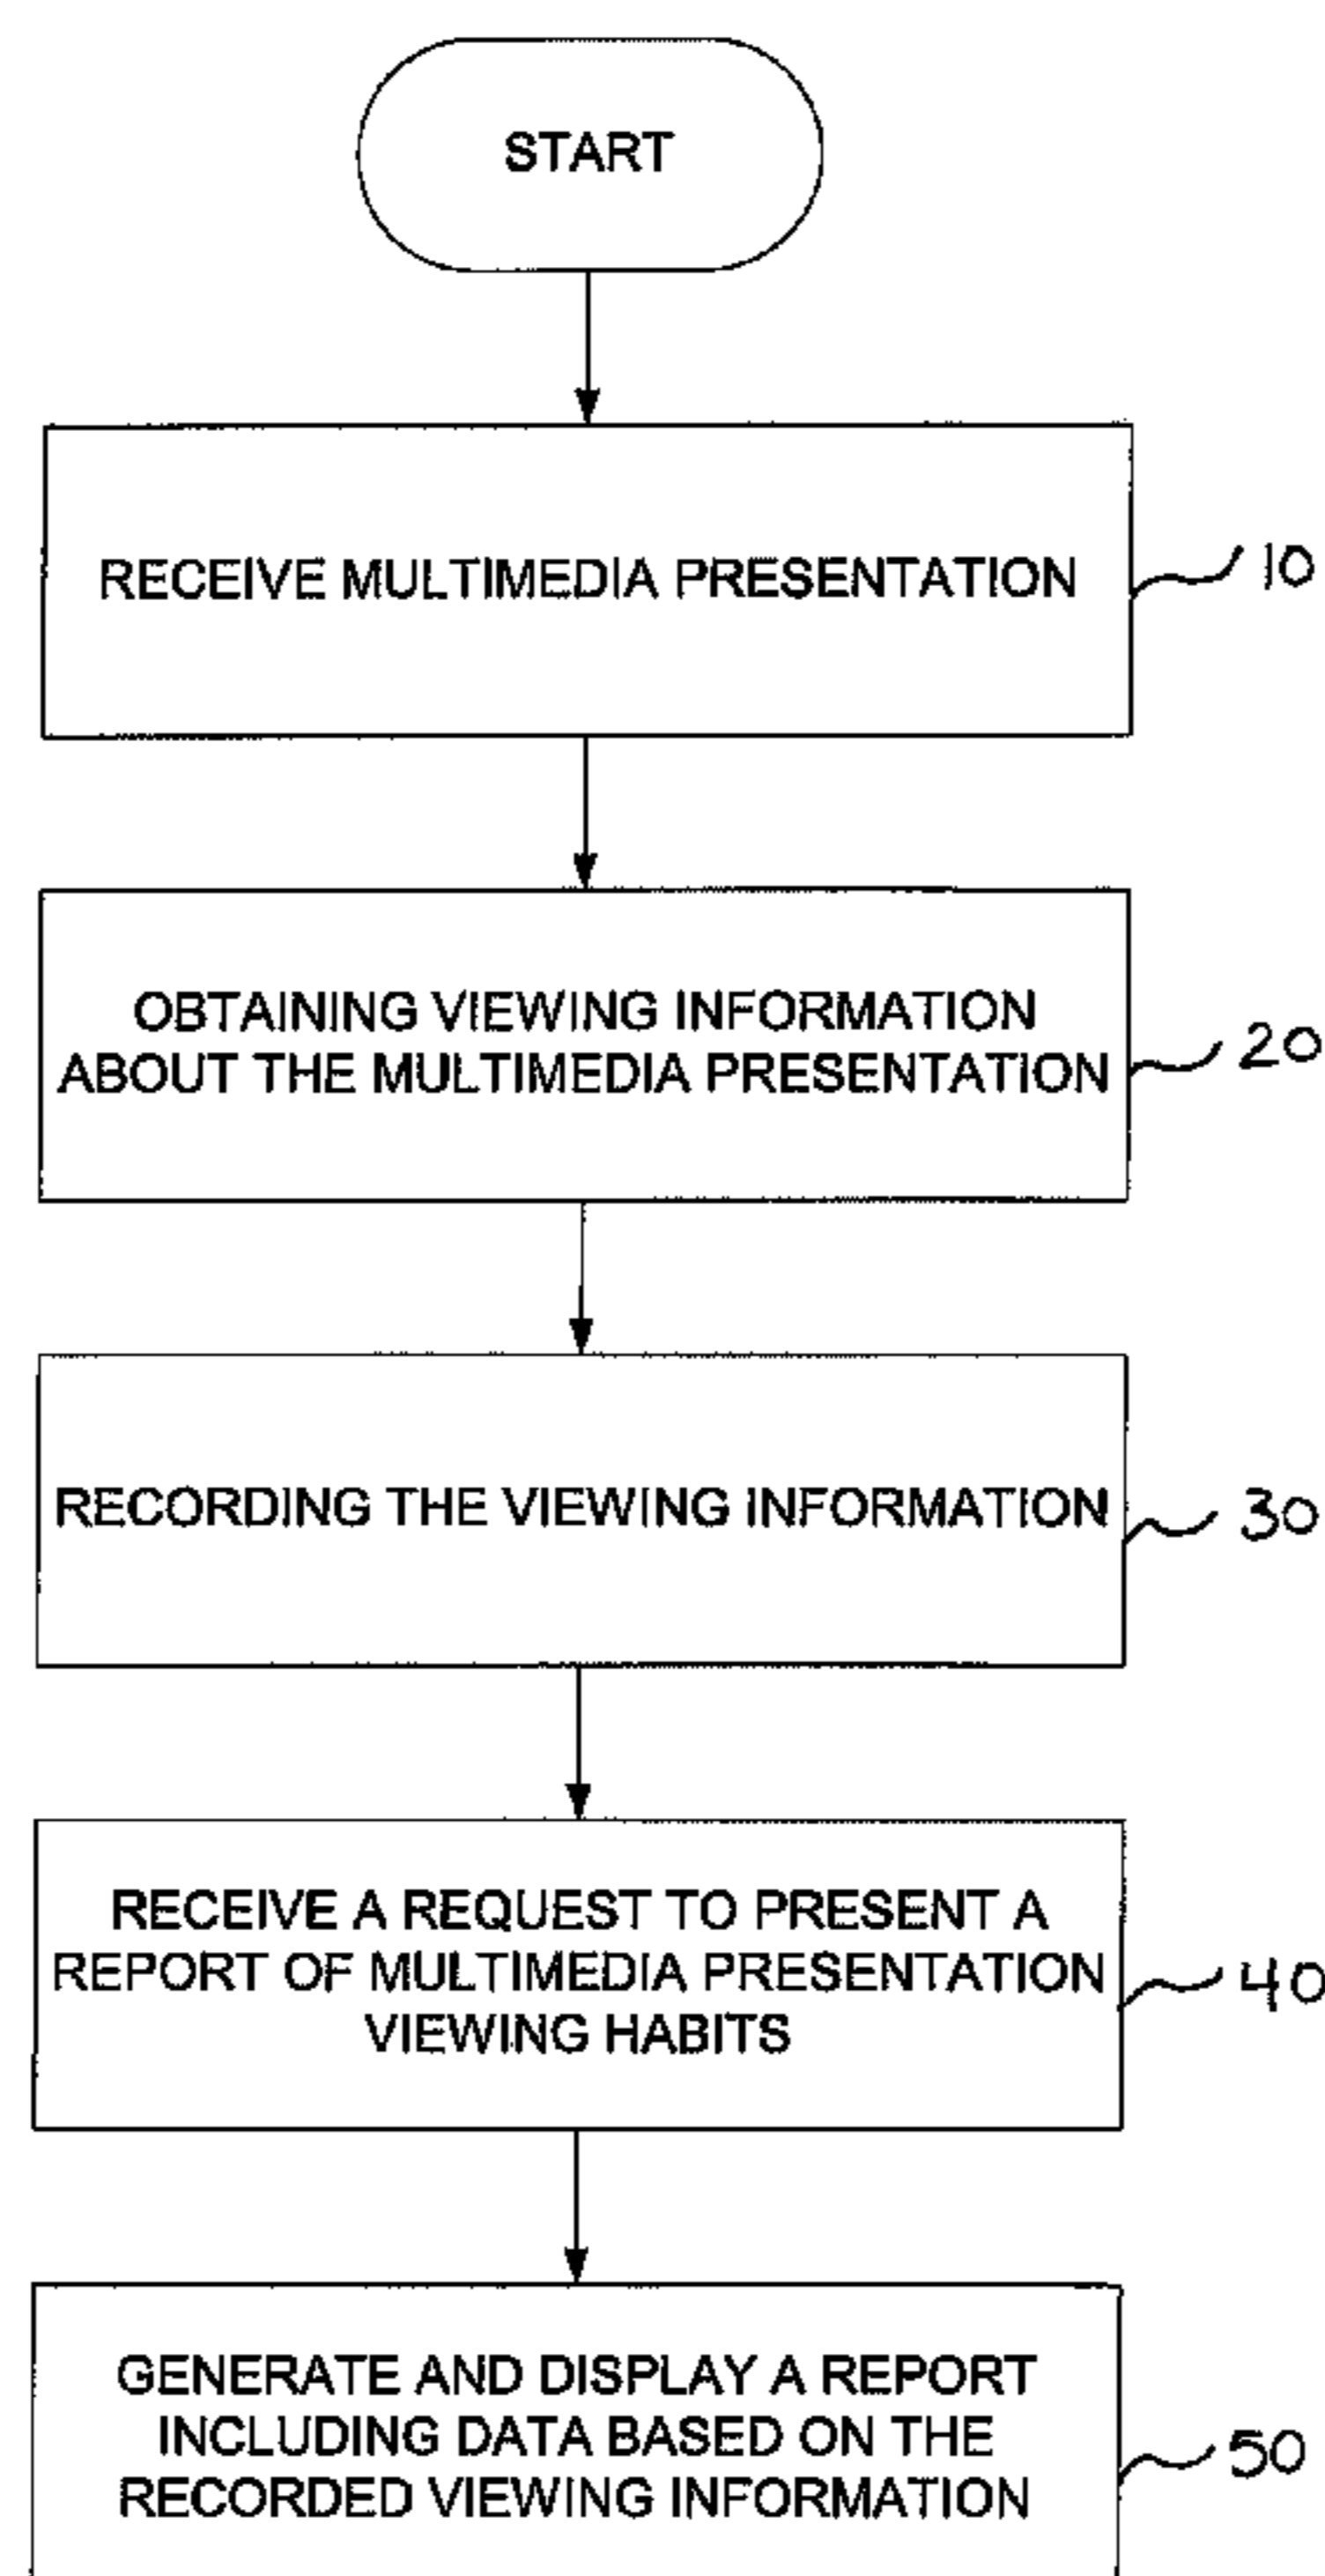 START
RECEIVE MULTIMEDIA PRESENTATION
10
OBTAINING VIEWING INFORMATION
ABOUT THE MULTIMEDIA PRESENTATION
20
RECORDING THE VIEWING INFORMATION
30
RECEIVE A REQUEST TO PRESENT A
REPORT OF MULTIMEDIA PRESENTATION
VIEWING HABITS
40
GENERATE AND DISPLAY A REPORT
INCLUDING DATA BASED ON THE
RECORDED VIEWING INFORMATION
50